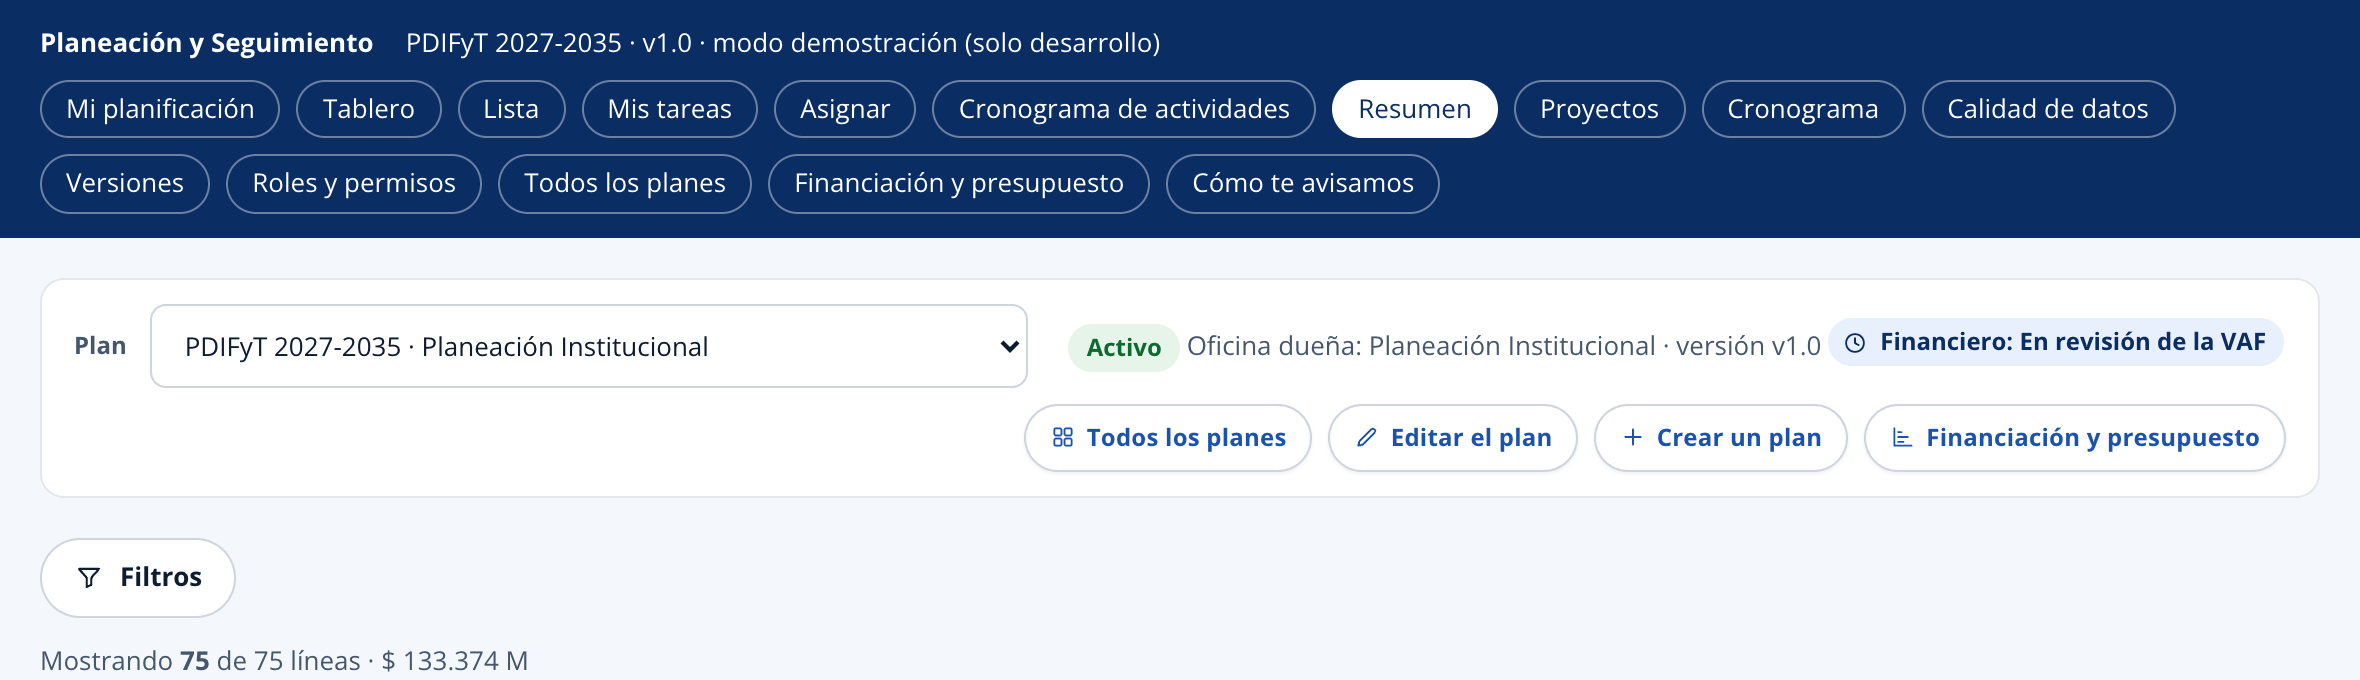 Planeación y Seguimiento PDIFyT 2027-2035 · v1.0 · modo demostración (solo desarrollo)
Mi planificación Tablero Lista Mis tareas Asignar Cronograma de actividades Resumen Proyectos Cronograma Calidad de datos
Versiones Roles y permisos Todos los planes Financiación y presupuesto Cómo te avisamos
Plan PDIFyT 2027-2035 · Planeación Institucional Activo Oficina dueña: Planeación Institucional · versión v1.0 Financiero: En revisión de la VAF
Todos los planes Editar el plan Crear un plan Financiación y presupuesto
Filtros
Mostrando 75 de 75 líneas · $ 133.374 M